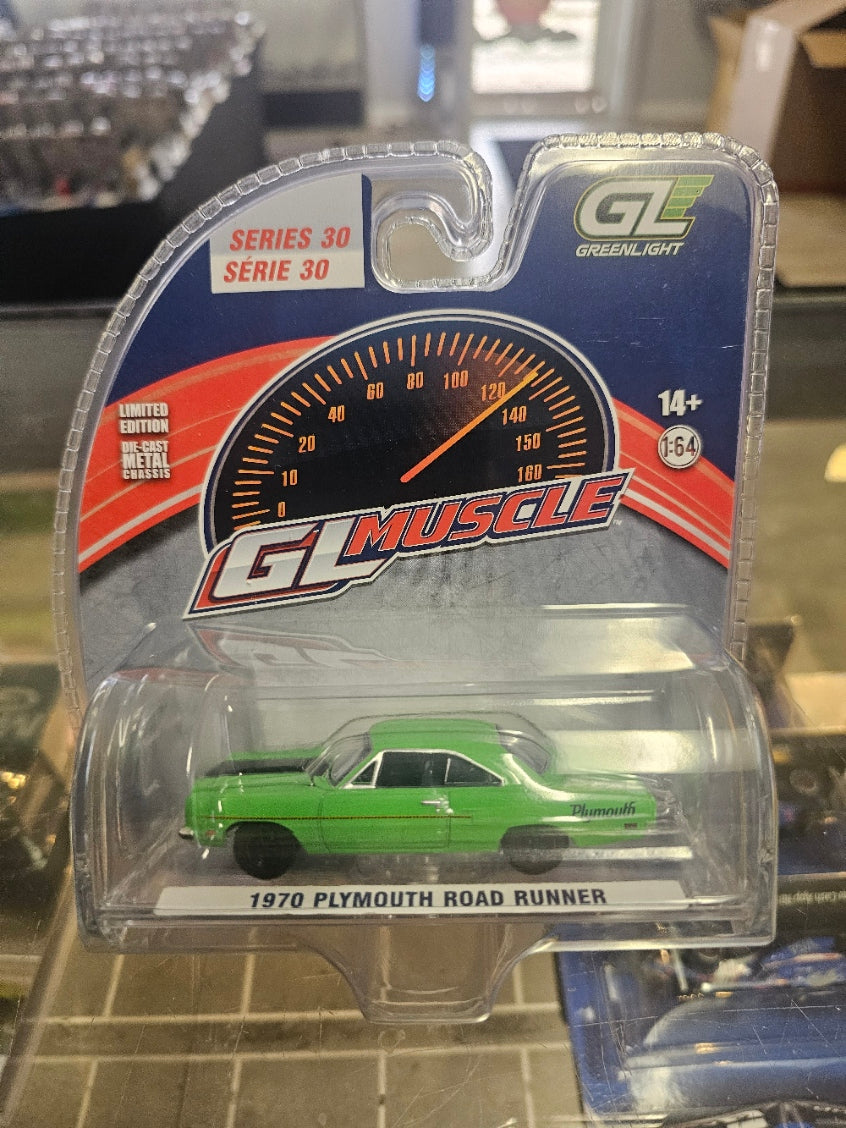 SERIES 30
SÉRIE 30
GL
GREENLIGHT
LIMITED
EDITION
DIE-CAST
METAL
CHASSIS
14+
1:64
0
10
20
40
60
80
100
120
140
150
160
GL MUSCLE
Plymouth
1970 PLYMOUTH ROAD RUNNER